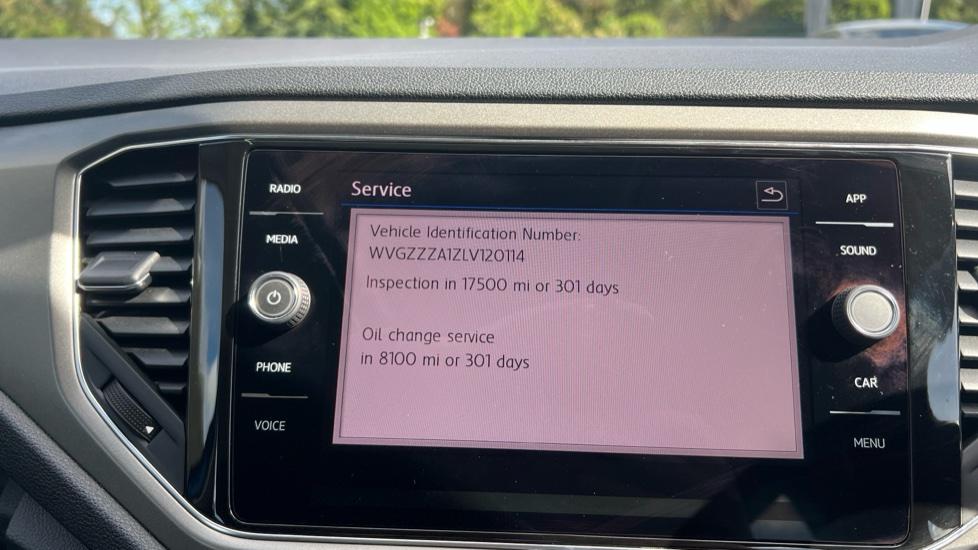 Service
Vehicle Identification Number:
WVGZZZA1ZLV120114
Inspection in 17500 mi or 301 days
Oil change service
in 8100 mi or 301 days
RADIO
MEDIA
PHONE
VOICE
APP
SOUND
CAR
MENU